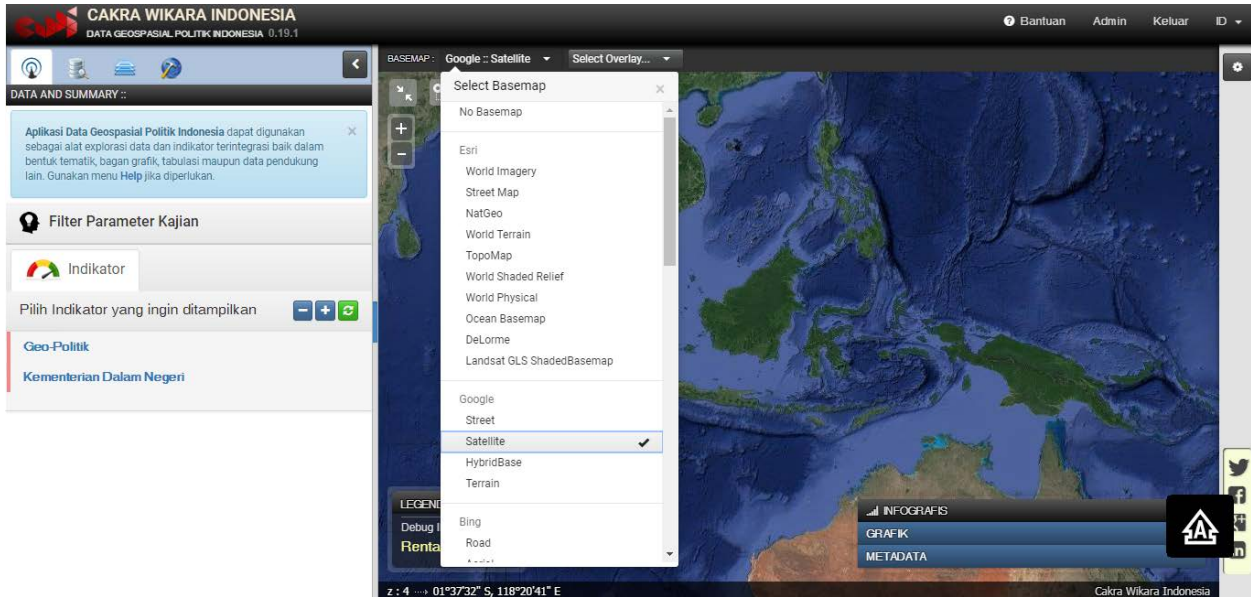 CAKRA WIKARA INDONESIA
DATA GEOSPASIAL POLITIK INDONESIA 0.19.1
Bantuan Admin Keluar ID
DATA AND SUMMARY ::
Aplikasi Data Geospasial Politik Indonesia dapat digunakan
sebagai alat explorasi data dan indikator terintegrasi baik dalam
bentuk tematik, bagan grafik, tabulasi maupun data pendukung
lain. Gunakan menu Help jika diperlukan.
Filter Parameter Kajian
Indikator
Pilih Indikator yang ingin ditampilkan
Geo-Politik
Kementerian Dalam Negeri
BASEMAP : Google :: Satellite Select Overlay...
Select Basemap
No Basemap
Esri
World Imagery
Street Map
NatGeo
World Terrain
TopoMap
World Shaded Relief
World Physical
Ocean Basemap
DeLorme
Landsat GLS ShadedBasemap
Google
Street
Satellite
HybridBase
Terrain
Bing
Road
LEGEND
Debug
Renta
INFOGRAFIS
GRAFIK
METADATA
z : 4 ···→ 01°37'32" S, 118°20'41" E
Cakra Wikara Indonesia